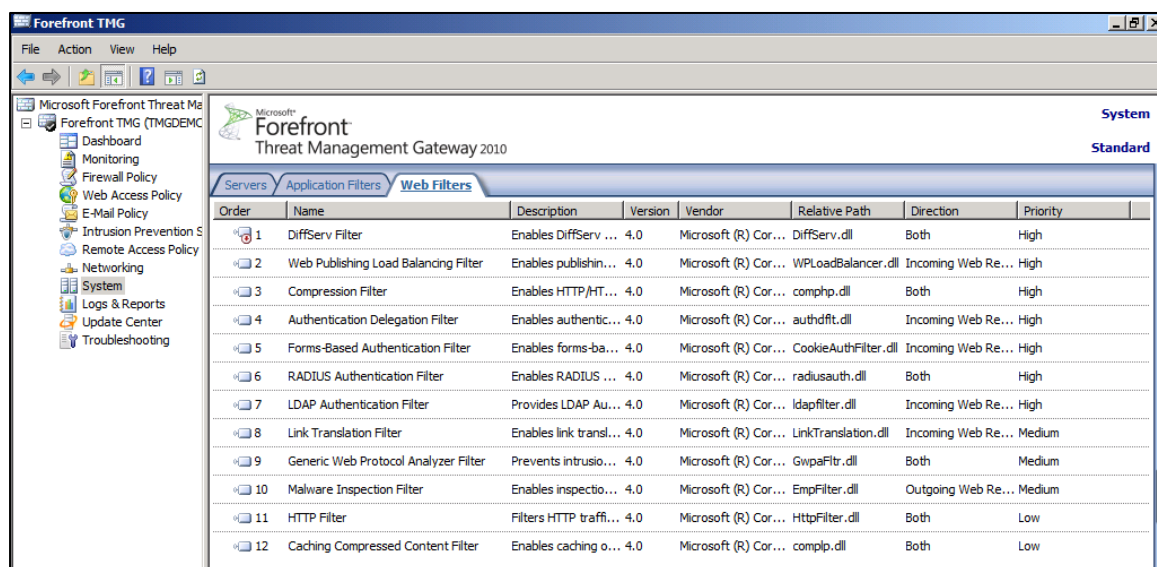 Forefront TMG
File Action View Help
Microsoft Forefront Threat Ma
Forefront TMG (TMGDEMO
Dashboard
Monitoring
Firewall Policy
Web Access Policy
E-Mail Policy
Intrusion Prevention S
Remote Access Policy
Networking
System
Logs & Reports
Update Center
Troubleshooting
Microsoft
Forefront
Threat Management Gateway 2010
System
Standard
Servers Application Filters Web Filters
Order Name Description Version Vendor Relative Path Direction Priority
1 DiffServ Filter Enables DiffServ ... 4.0 Microsoft (R) Cor... DiffServ.dll Both High
2 Web Publishing Load Balancing Filter Enables publishin... 4.0 Microsoft (R) Cor... WPLoadBalancer.dll Incoming Web Re... High
3 Compression Filter Enables HTTP/HT... 4.0 Microsoft (R) Cor... comphp.dll Both High
4 Authentication Delegation Filter Enables authentic... 4.0 Microsoft (R) Cor... authdflt.dll Incoming Web Re... High
5 Forms-Based Authentication Filter Enables forms-ba... 4.0 Microsoft (R) Cor... CookieAuthFilter.dll Incoming Web Re... High
6 RADIUS Authentication Filter Enables RADIUS ... 4.0 Microsoft (R) Cor... radiusauth.dll Both High
7 LDAP Authentication Filter Provides LDAP Au... 4.0 Microsoft (R) Cor... ldapfilter.dll Incoming Web Re... High
8 Link Translation Filter Enables link transl... 4.0 Microsoft (R) Cor... LinkTranslation.dll Incoming Web Re... Medium
9 Generic Web Protocol Analyzer Filter Prevents intrusio... 4.0 Microsoft (R) Cor... GwpaFltr.dll Both Medium
10 Malware Inspection Filter Enables inspectio... 4.0 Microsoft (R) Cor... EmpFilter.dll Outgoing Web Re... Medium
11 HTTP Filter Filters HTTP traffi... 4.0 Microsoft (R) Cor... HttpFilter.dll Both Low
12 Caching Compressed Content Filter Enables caching o... 4.0 Microsoft (R) Cor... complp.dll Both Low